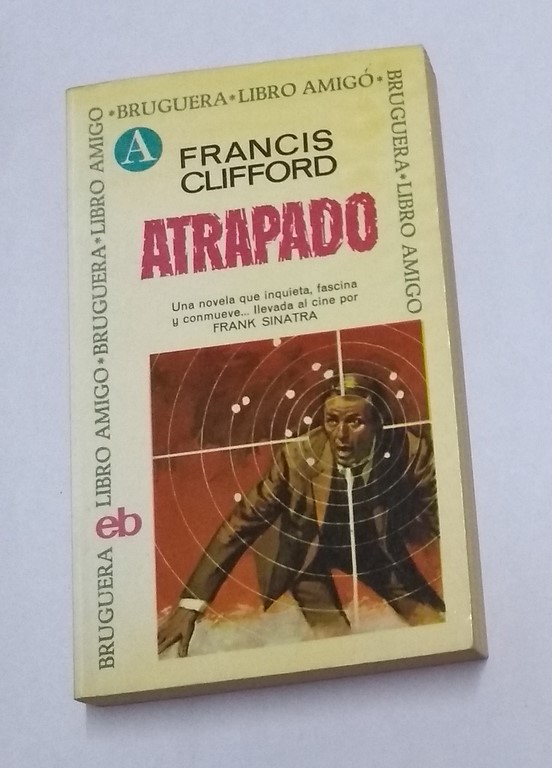 *BRUGUERA*LIBRO AMIGÓ*
BRUGUERA*LIBRO AMIGO
BRUGUERA LIBRO AMIGO*BRUGUERA*LIBRO AMIGO
A
FRANCIS
CLIFFORD
ATRAPADO
Una novela que inquieta, fascina
y conmueve... llevada al cine por
FRANK SINATRA
eb